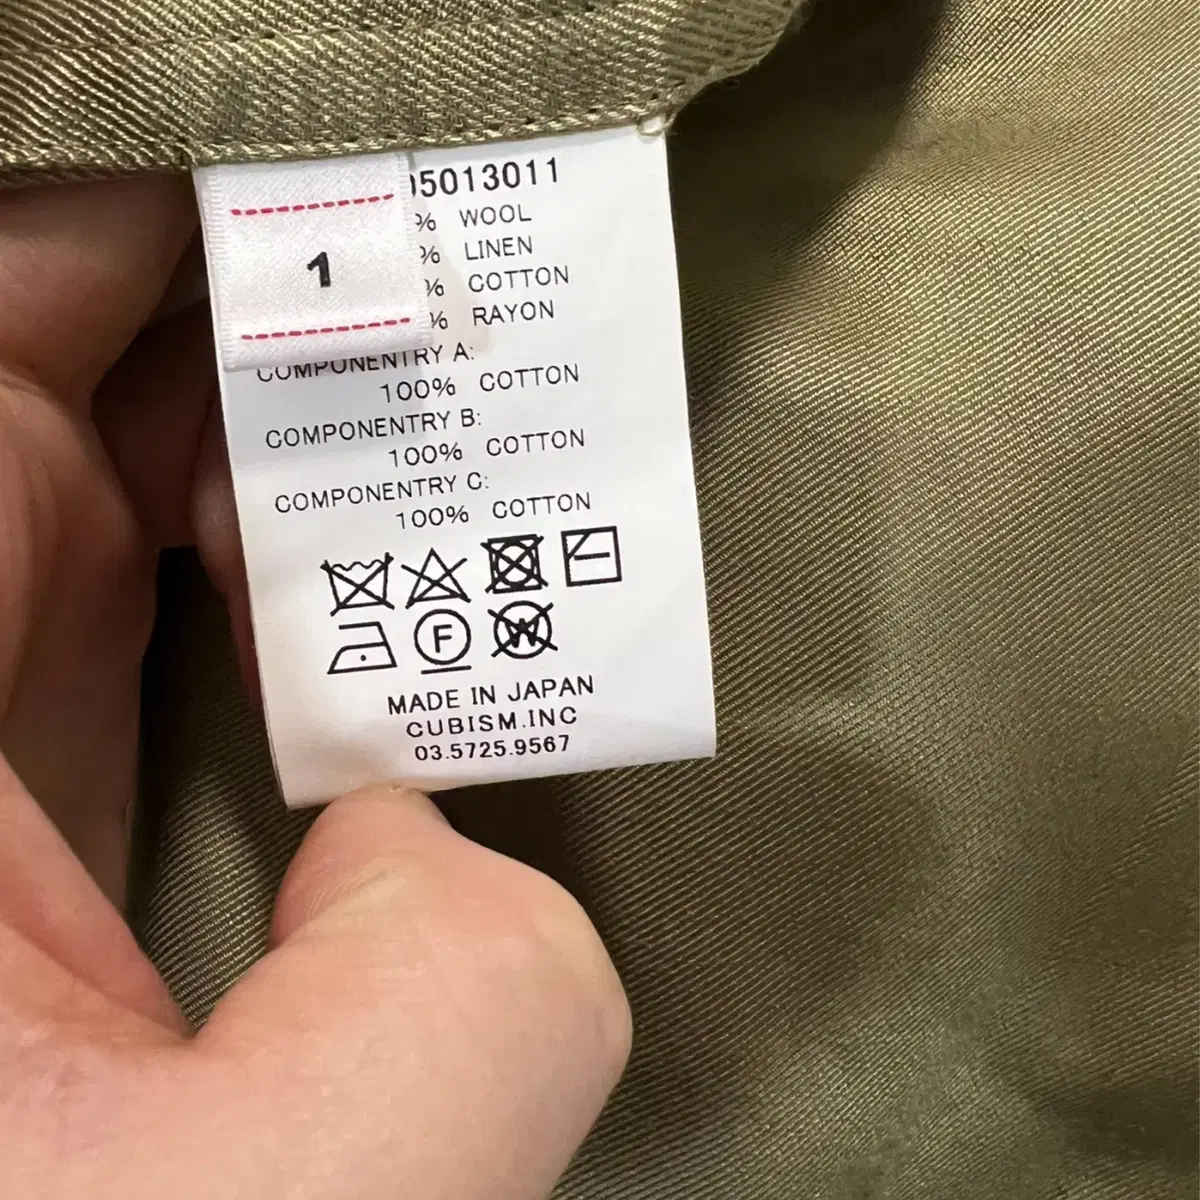 1
05013011
% WOOL
% LINEN
% COTTON
% RAYON
COMPONENTRY A:
100% COTTON
COMPONENTRY B:
100% COTTON
COMPONENTRY C:
100% COTTON
F
W
MADE IN JAPAN
CUBISM.INC
03.5725.9567